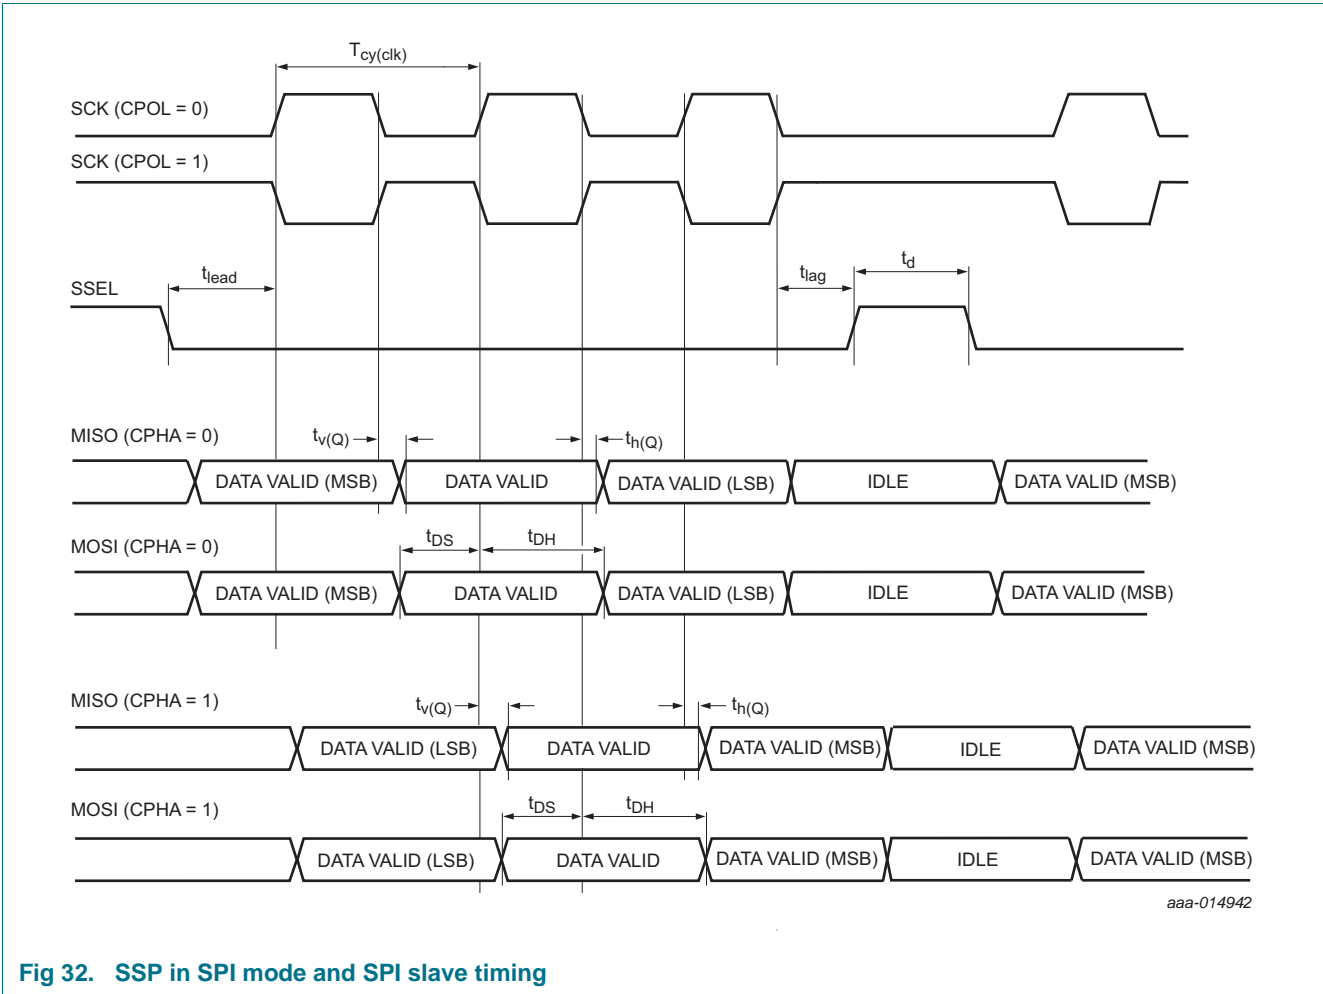 Tcy(clk)
SCK (CPOL = 0)
SCK (CPOL = 1)
tlead
tlag
td
SSEL
MISO (CPHA = 0)
tv(Q)
th(Q)
DATA VALID (MSB) DATA VALID DATA VALID (LSB) IDLE DATA VALID (MSB)
MOSI (CPHA = 0)
tDS
tDH
DATA VALID (MSB) DATA VALID DATA VALID (LSB) IDLE DATA VALID (MSB)
MISO (CPHA = 1)
tv(Q)
th(Q)
DATA VALID (LSB) DATA VALID DATA VALID (MSB) IDLE DATA VALID (MSB)
MOSI (CPHA = 1)
tDS
tDH
DATA VALID (LSB) DATA VALID DATA VALID (MSB) IDLE DATA VALID (MSB)
aaa-014942
Fig 32. SSP in SPI mode and SPI slave timing